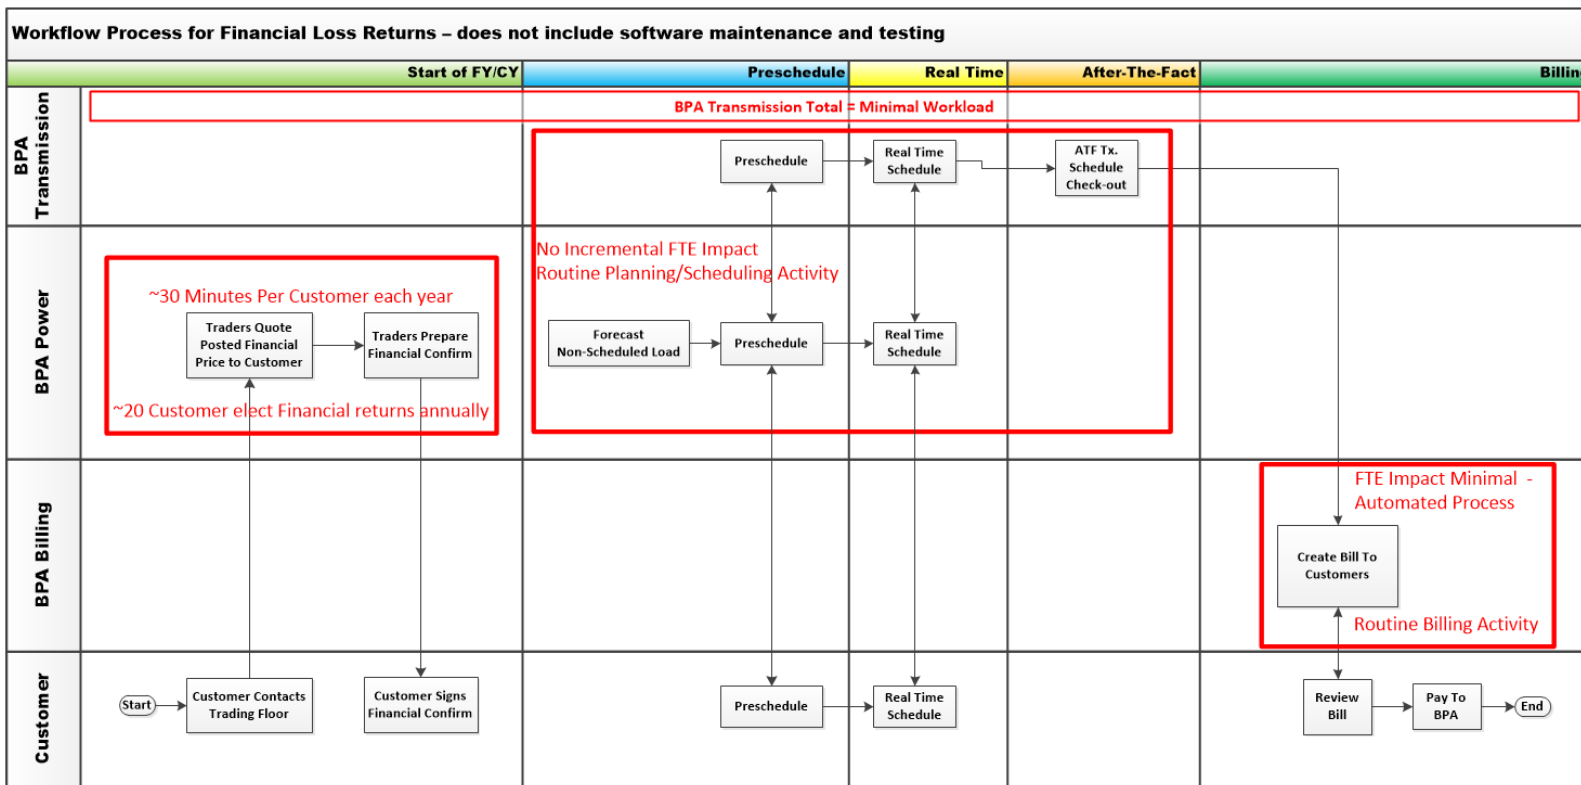 Workflow Process for Financial Loss Returns – does not include software maintenance and testing
Start of FY/CY
Preschedule
Real Time
After-The-Fact
Billing
BPA Transmission Total = Minimal Workload
BPA
Transmission
Preschedule
Real Time
Schedule
ATF Tx.
Schedule
Check-out
BPA Power
~30 Minutes Per Customer each year
Traders Quote
Posted Financial
Price to Customer
Traders Prepare
Financial Confirm
~20 Customer elect Financial returns annually
No Incremental FTE Impact
Routine Planning/Scheduling Activity
Forecast
Non-Scheduled Load
Preschedule
Real Time
Schedule
BPA Billing
FTE Impact Minimal -
Automated Process
Create Bill To
Customers
Routine Billing Activity
Customer
Start
Customer Contacts
Trading Floor
Customer Signs
Financial Confirm
Preschedule
Real Time
Schedule
Review
Bill
Pay To
BPA
End